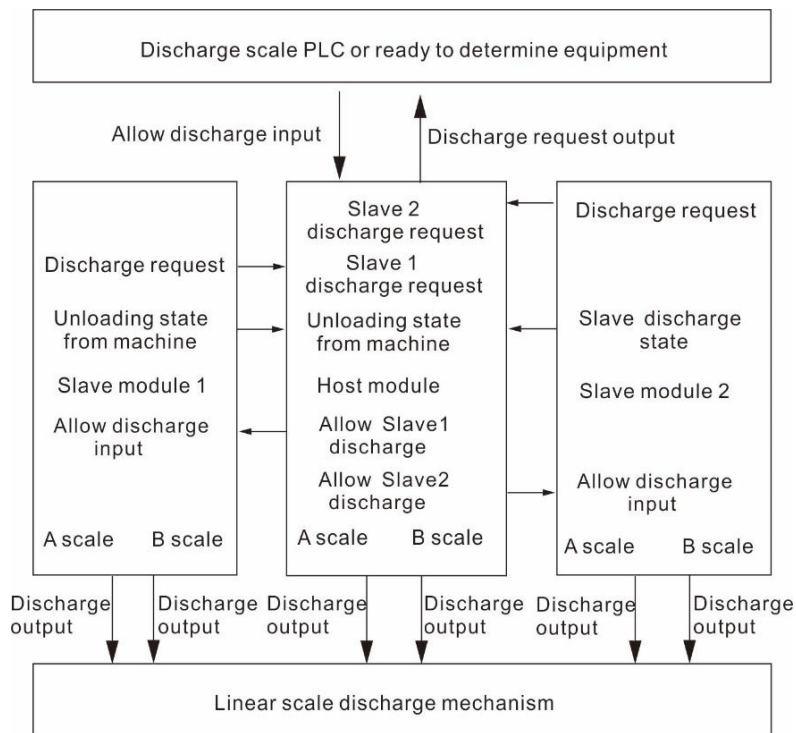 Discharge scale PLC or ready to determine equipment
Allow discharge input
Discharge request output
Discharge request
Unloading state
from machine
Slave module 1
Allow discharge
input
A scale B scale
Slave 2
discharge request
Slave 1
discharge request
Unloading state
from machine
Host module
Allow Slave1
discharge
Allow Slave2
discharge
A scale B scale
Discharge request
Slave discharge
state
Slave module 2
Allow discharge
input
A scale B scale
Discharge
output
Discharge
output
Discharge
output
Discharge
output
Discharge
output
Discharge
output
Linear scale discharge mechanism